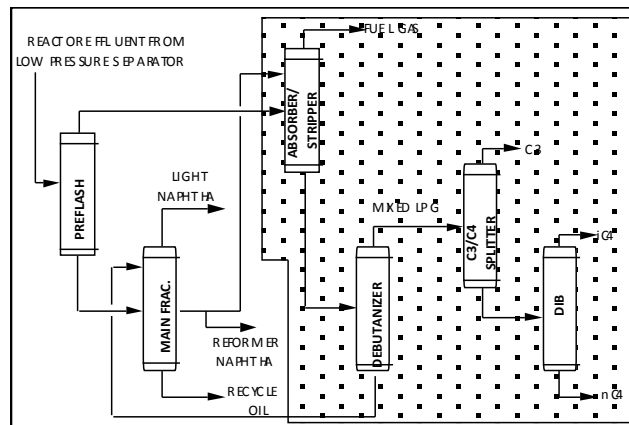 REACTOR EFFLUENT FROM
LOW PRESSURE SEPARATOR
FUEL GAS
ABSORBER/
STRIPPER
C3
LIGHT
NAPHTHA
MIXED LPG
PREFLASH
C3/C4
SPLITTER
iC4
MAIN FRAC.
DEBUTANIZER
DIB
REFORMER
NAPHTHA
RECYCLE
OIL
nC4